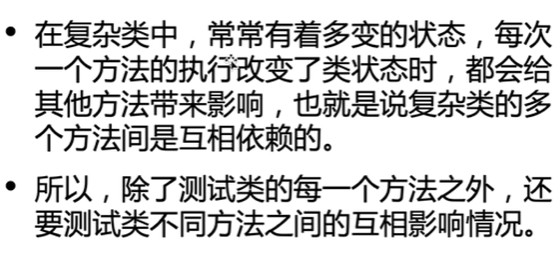 • 在复杂类中，常常有着多变的状态，每次
一个方法的执行改变了类状态时，都会给
其他方法带来影响，也就是说复杂类的多
个方法间是互相依赖的。
• 所以，除了测试类的每一个方法之外，还
要测试类不同方法之间的互相影响情况。